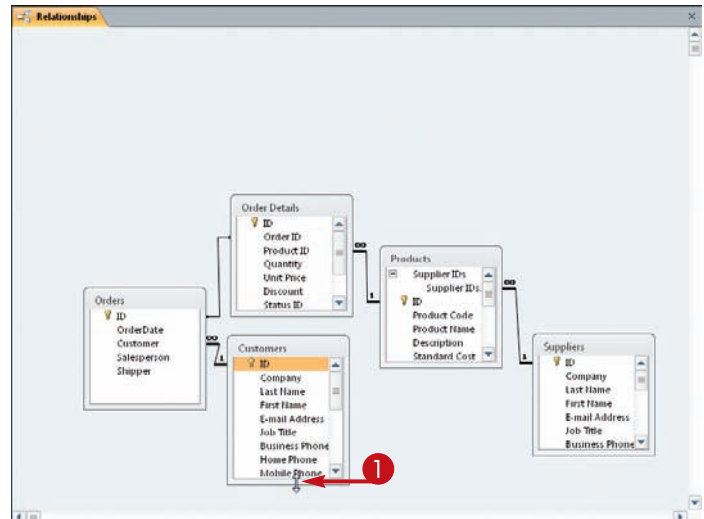 Relationships
Order Details
ID
Order ID
Product ID
Quantity
Unit Price
Discount
Status ID
∞
1
Products
Supplier IDs
Supplier IDs.
ID
Product Code
Product Name
Description
Standard Cost
∞
1
Orders
ID
OrderDate
Customer
Salesperson
Shipper
∞
1
Customers
ID
Company
Last Name
First Name
E-mail Address
Job Title
Business Phone
Home Phone
Mobile Phone
Suppliers
ID
Company
Last Name
First Name
E-mail Address
Job Title
Business Phone
1